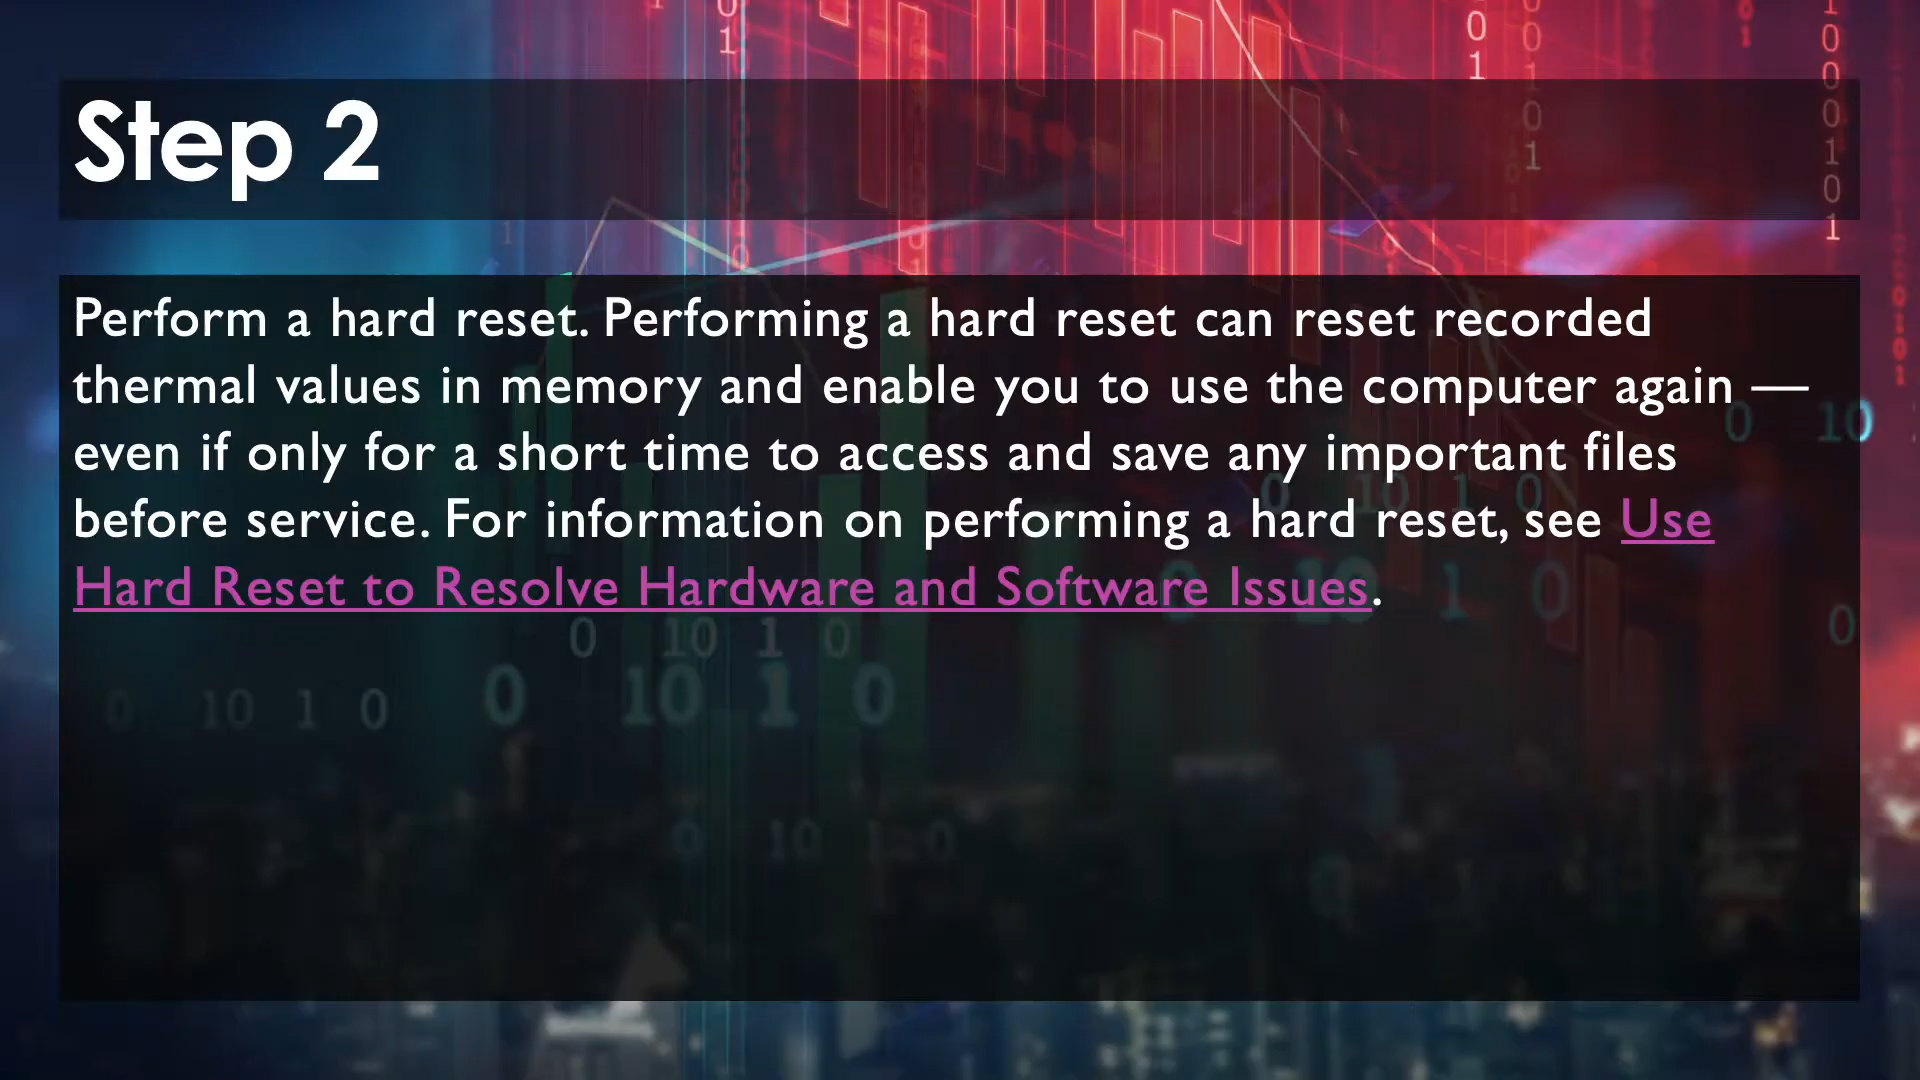 Step 2
Perform a hard reset. Performing a hard reset can reset recorded
thermal values in memory and enable you to use the computer again —
even if only for a short time to access and save any important files
before service. For information on performing a hard reset, see Use
Hard Reset to Resolve Hardware and Software Issues.